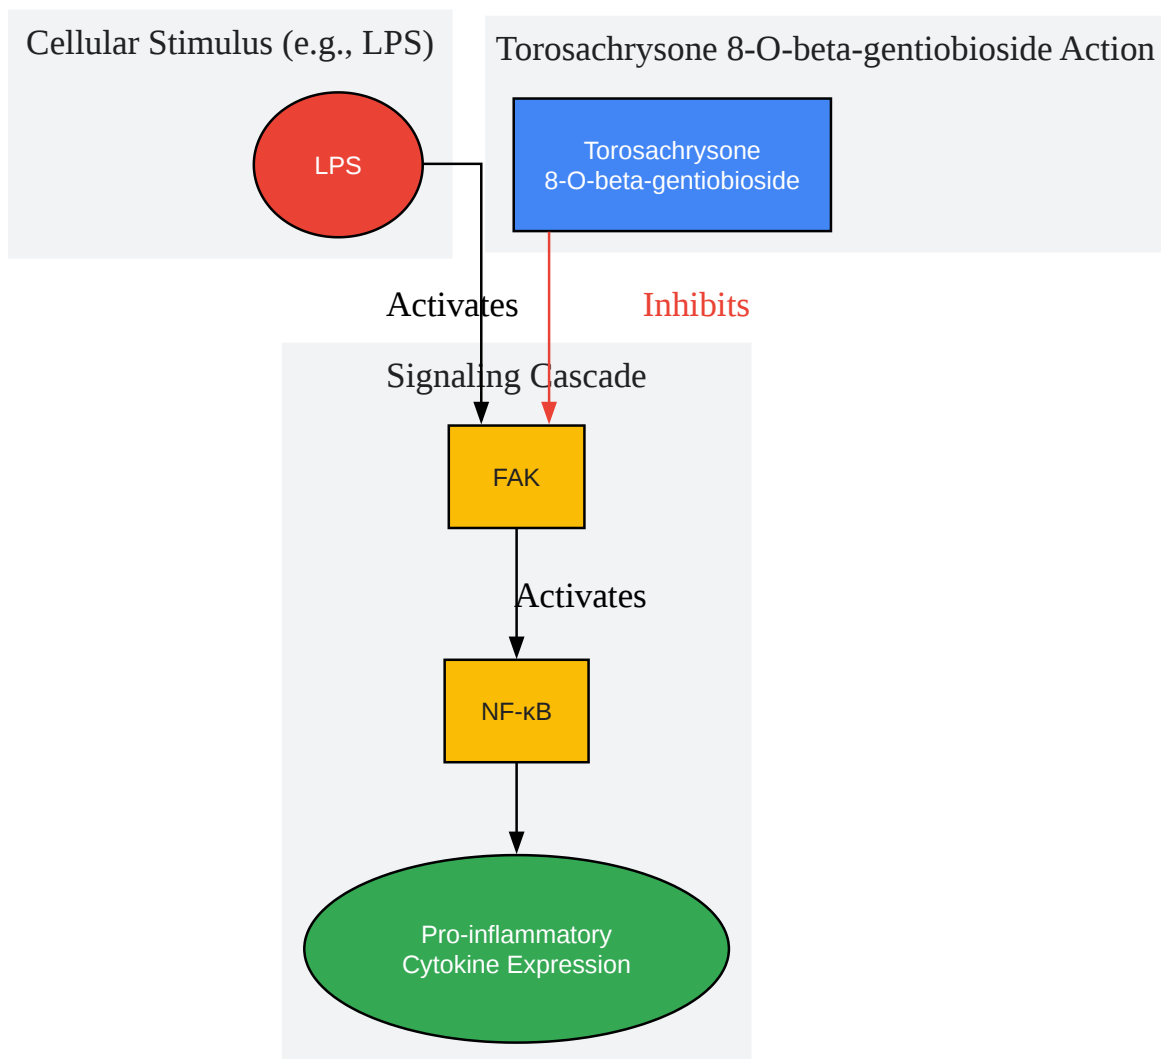 Cellular Stimulus (e.g., LPS)
Torosachrysone 8-O-beta-gentiobioside Action
LPS
Torosachrysone
8-O-beta-gentiobioside
Activates
Inhibits
Signaling Cascade
FAK
Activates
NF-κB
Pro-inflammatory
Cytokine Expression